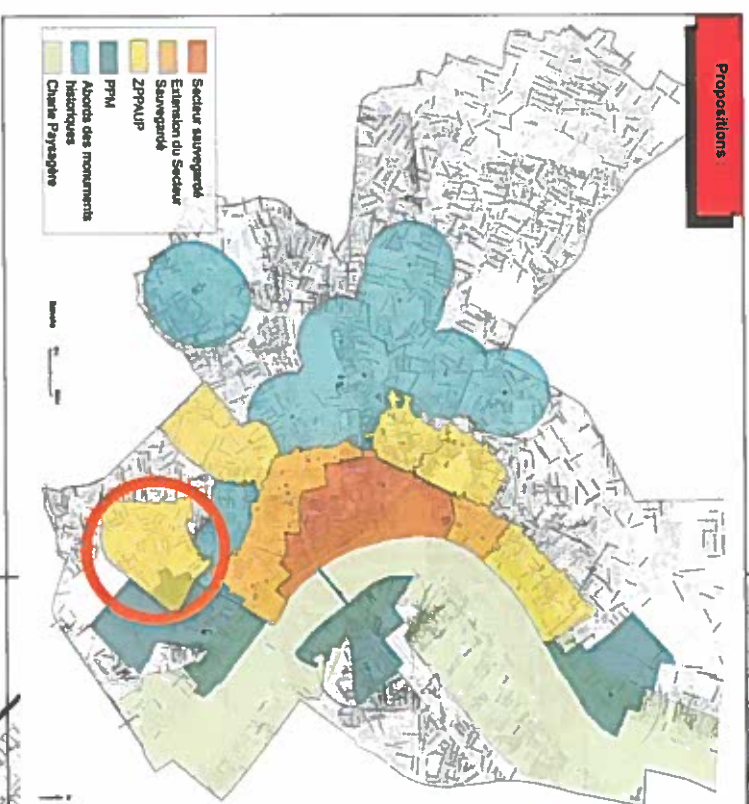 Propositions
Secteur sauvegardé
Extension du Secteur
Sauvegardé
ZPPAUP
PPM
Abords des monuments
historiques
Charte Paysagère